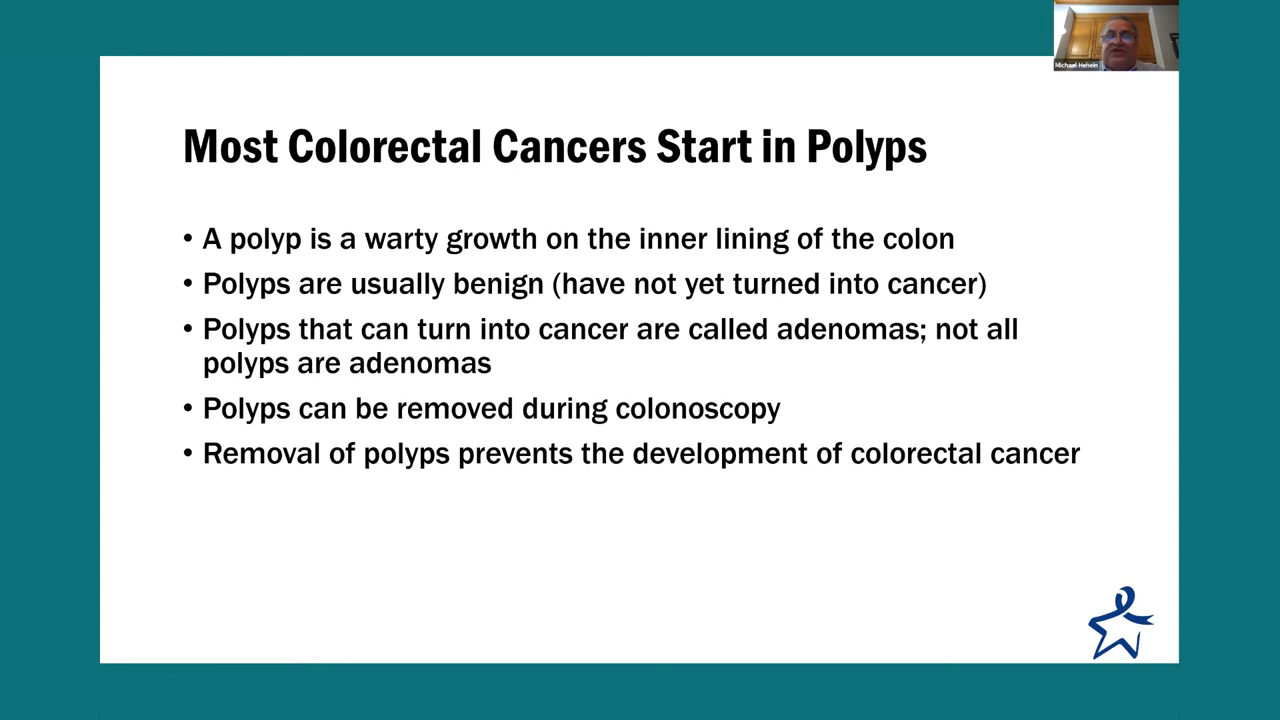 Michael Henein
Most Colorectal Cancers Start in Polyps
• A polyp is a warty growth on the inner lining of the colon
• Polyps are usually benign (have not yet turned into cancer)
• Polyps that can turn into cancer are called adenomas; not all
polyps are adenomas
• Polyps can be removed during colonoscopy
• Removal of polyps prevents the development of colorectal cancer